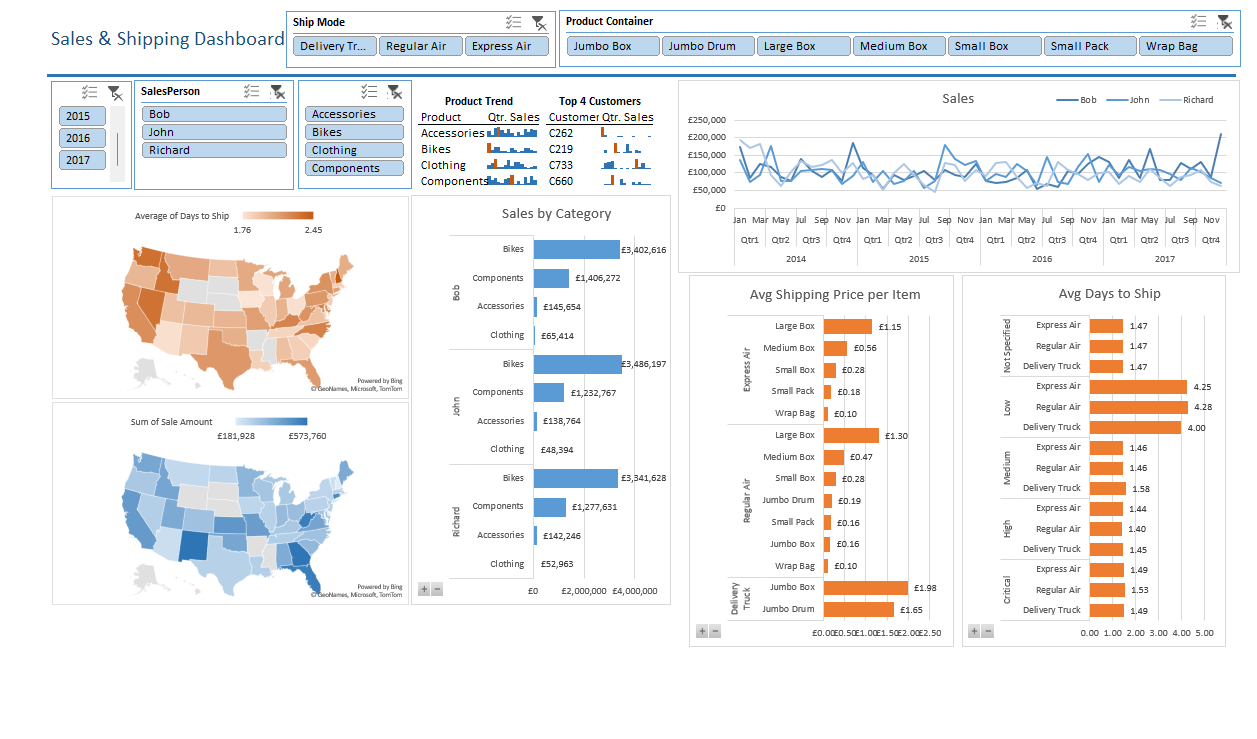 Sales & Shipping Dashboard
Ship Mode
Delivery Tr... Regular Air Express Air
Product Container
Jumbo Box Jumbo Drum Large Box Medium Box Small Box Small Pack Wrap Bag
2015
2016
2017
SalesPerson
Bob
John
Richard
Accessories
Bikes
Clothing
Components
Product Trend
Product Qtr. Sales
Accessories
Bikes
Clothing
Components
Top 4 Customers
Customer Qtr. Sales
C262
C219
C733
C660
Sales
Bob John Richard
£250,000
£200,000
£150,000
£100,000
£50,000
£0
Jan Mar May Jul Sep Nov Jan Mar May Jul Sep Nov Jan Mar May Jul Sep Nov Jan Mar May Jul Sep Nov
Qtr1 Qtr2 Qtr3 Qtr4 Qtr1 Qtr2 Qtr3 Qtr4 Qtr1 Qtr2 Qtr3 Qtr4 Qtr1 Qtr2 Qtr3 Qtr4
2014 2015 2016 2017
Average of Days to Ship
1.76 2.45
Powered by Bing
© GeoNames, Microsoft, TomTom
Sum of Sale Amount
£181,928 £573,760
Powered by Bing
© GeoNames, Microsoft, TomTom
Sales by Category
Bob
Bikes £3,402,616
Components £1,406,272
Accessories £145,654
Clothing £65,414
John
Bikes £3,486,197
Components £1,232,767
Accessories £138,764
Clothing £48,394
Richard
Bikes £3,341,628
Components £1,277,631
Accessories £142,246
Clothing £52,963
£0 £2,000,000 £4,000,000
+ −
Avg Shipping Price per Item
Express Air
Large Box £1.15
Medium Box £0.56
Small Box £0.28
Small Pack £0.18
Wrap Bag £0.10
Regular Air
Large Box £1.30
Medium Box £0.47
Small Box £0.28
Jumbo Drum £0.19
Small Pack £0.16
Jumbo Box £0.16
Wrap Bag £0.10
Delivery Truck
Jumbo Box £1.98
Jumbo Drum £1.65
£0.00 £0.50 £1.00 £1.50 £2.00 £2.50
+ −
Avg Days to Ship
Not Specified
Express Air 1.47
Regular Air 1.47
Delivery Truck 1.47
Low
Express Air 4.25
Regular Air 4.28
Delivery Truck 4.00
Medium
Express Air 1.46
Regular Air 1.46
Delivery Truck 1.58
High
Express Air 1.44
Regular Air 1.40
Delivery Truck 1.45
Critical
Express Air 1.49
Regular Air 1.53
Delivery Truck 1.49
0.00 1.00 2.00 3.00 4.00 5.00
+ −